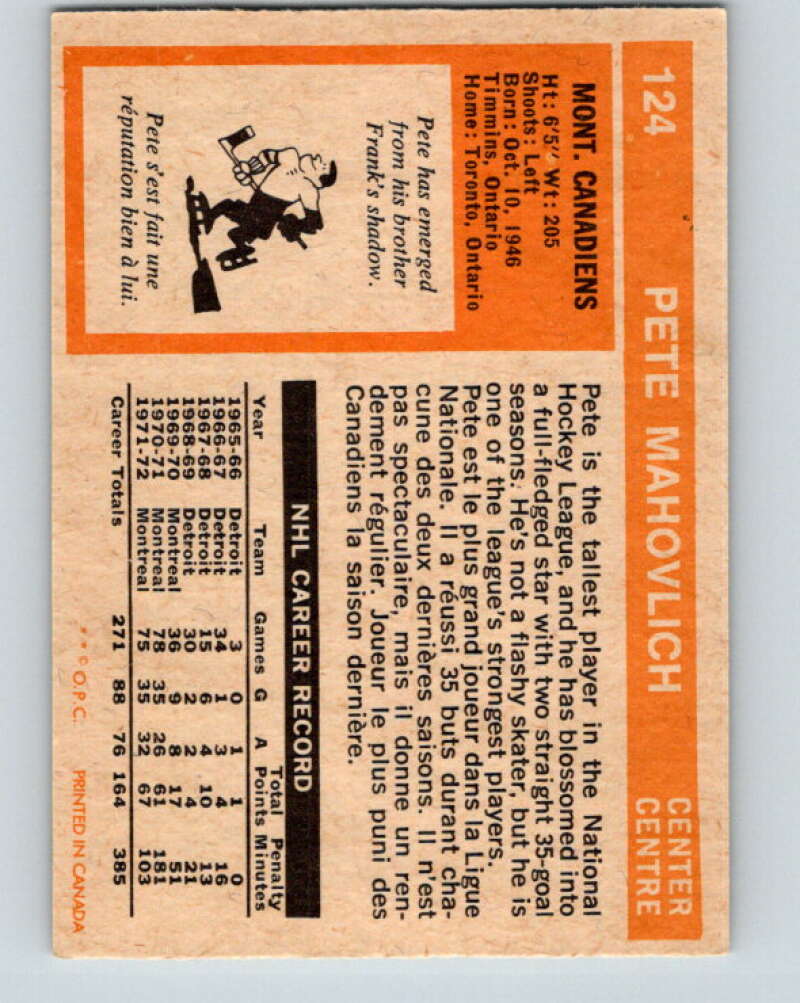 124 PETE MAHOVLICH CENTER
CENTRE
MONT. CANADIENS
Ht: 6'5" Wt: 205
Shoots: Left
Born: Oct. 10, 1946
Timmins, Ontario
Home: Toronto, Ontario
Pete has emerged
from his brother
Frank's shadow.
Pete s'est fait une
réputation bien à lui.
Pete is the tallest player in the National
Hockey League, and he has blossomed into
a full-fledged star with two straight 35-goal
seasons. He's not a flashy skater, but he is
one of the league's strongest players.
Pete est le plus grand joueur dans la Ligue
Nationale. Il a réussi 35 buts durant cha-
cune des deux dernières saisons. Il n'est
pas spectaculaire, mais il donne un ren-
dement régulier. Joueur le plus puni des
Canadiens la saison dernière.
NHL CAREER RECORD
Total Penalty
Year Team Games G A Points Minutes
1965-66 Detroit 3 0 1 1 0
1966-67 Detroit 34 1 3 4 16
1967-68 Detroit 15 6 4 10 13
1968-69 Detroit 30 2 2 4 21
1969-70 Montreal 36 9 8 17 51
1970-71 Montreal 78 35 26 61 181
1971-72 Montreal 75 35 32 67 103
Career Totals 271 88 76 164 385
* * © O.P.C. PRINTED IN CANADA